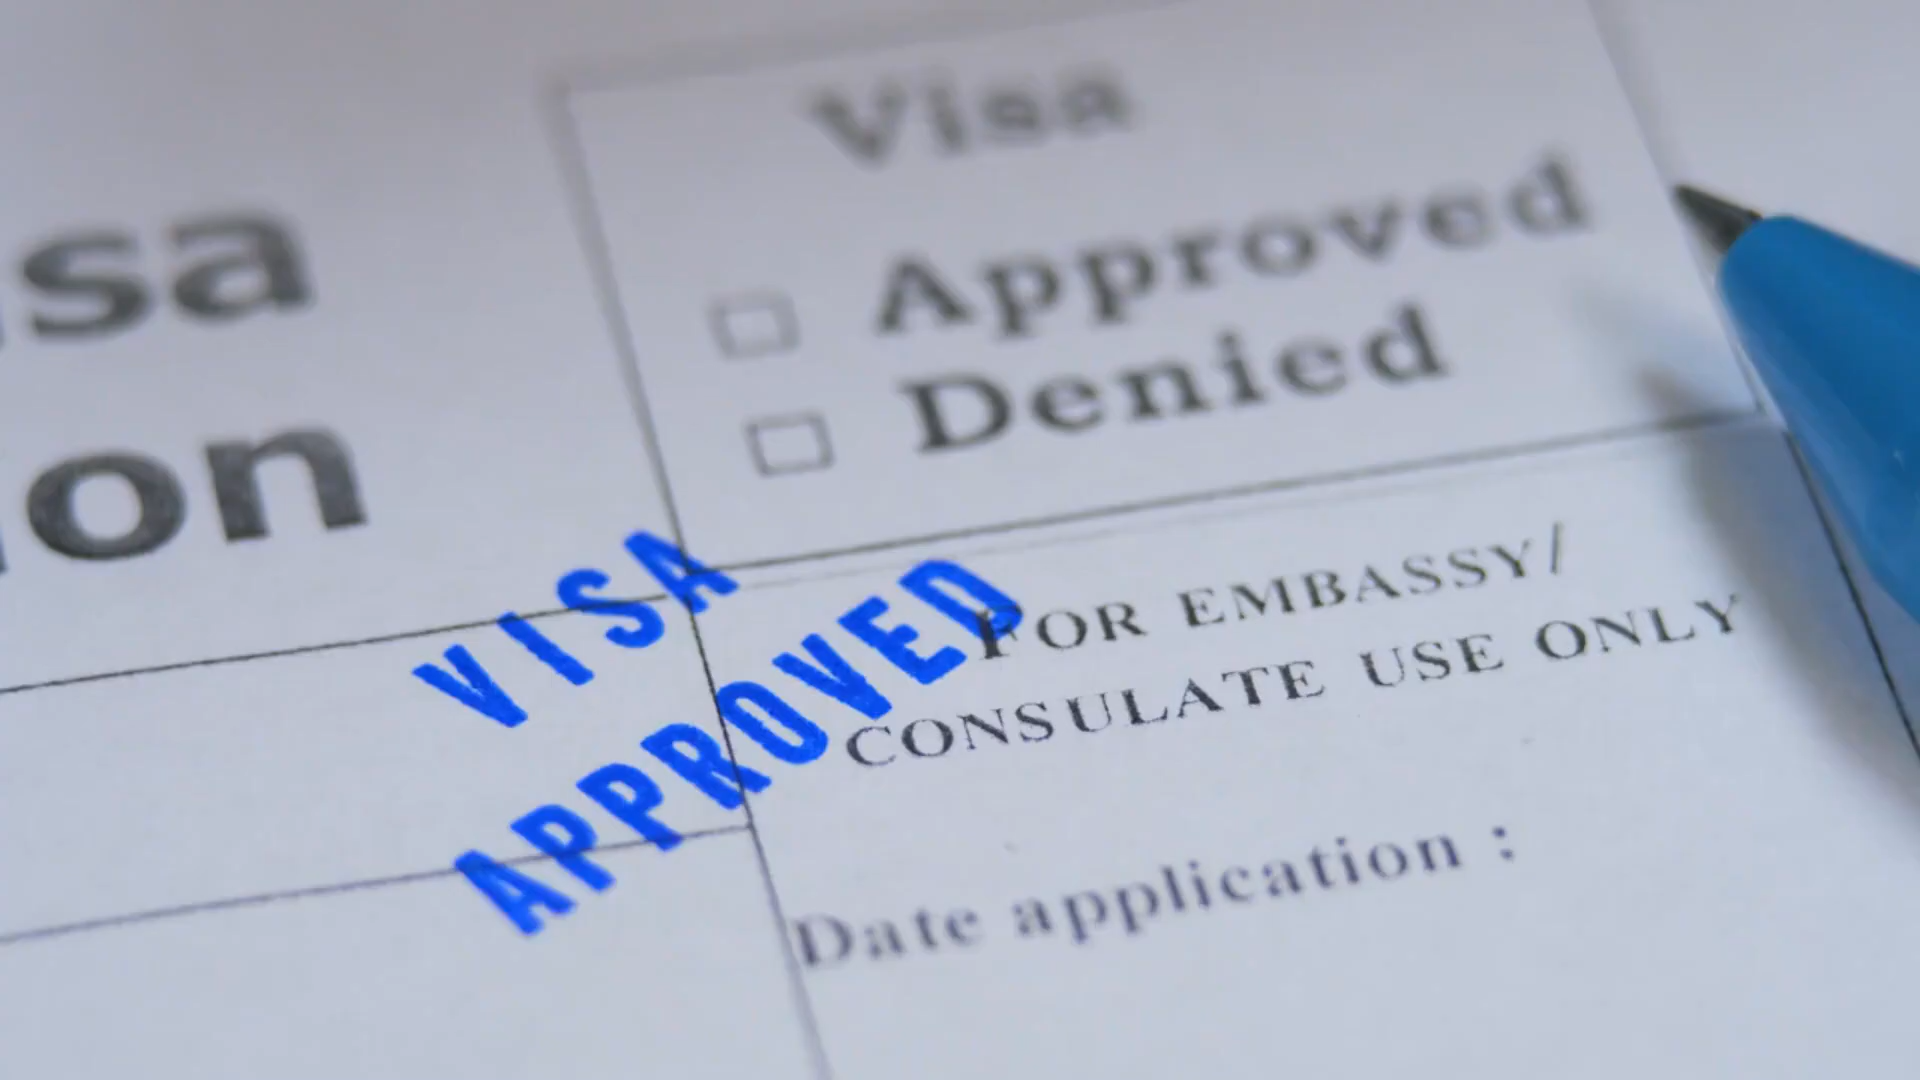 sa
on
Visa
Approved
Denied
VISA
APPROVED
FOR EMBASSY/
CONSULATE USE ONLY
Date application :